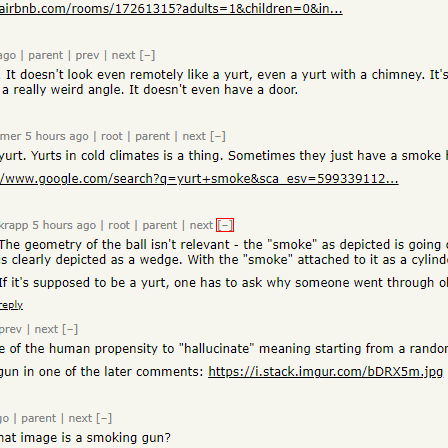 airbnb.com/rooms/17261315?adults=1&children=0&in...
ago | parent | prev | next [–]
It doesn't look even remotely like a yurt, even a yurt with a chimney. It's
a really weird angle. It doesn't even have a door.
mer 5 hours ago | root | parent | next [–]
yurt. Yurts in cold climates is a thing. Sometimes they just have a smoke
/www.google.com/search?q=yurt+smoke&sca_esv=599339112...
krapp 5 hours ago | root | parent | next [–]
The geometry of the ball isn't relevant - the "smoke" as depicted is going
s clearly depicted as a wedge. With the "smoke" attached to it as a cylind
If it's supposed to be a yurt, one has to ask why someone went through
reply
prev | next [–]
e of the human propensity to "hallucinate" meaning starting from a random
gun in one of the later comments: https://i.stack.imgur.com/bDRX5m.jpg
go | parent | next [–]
hat image is a smoking gun?